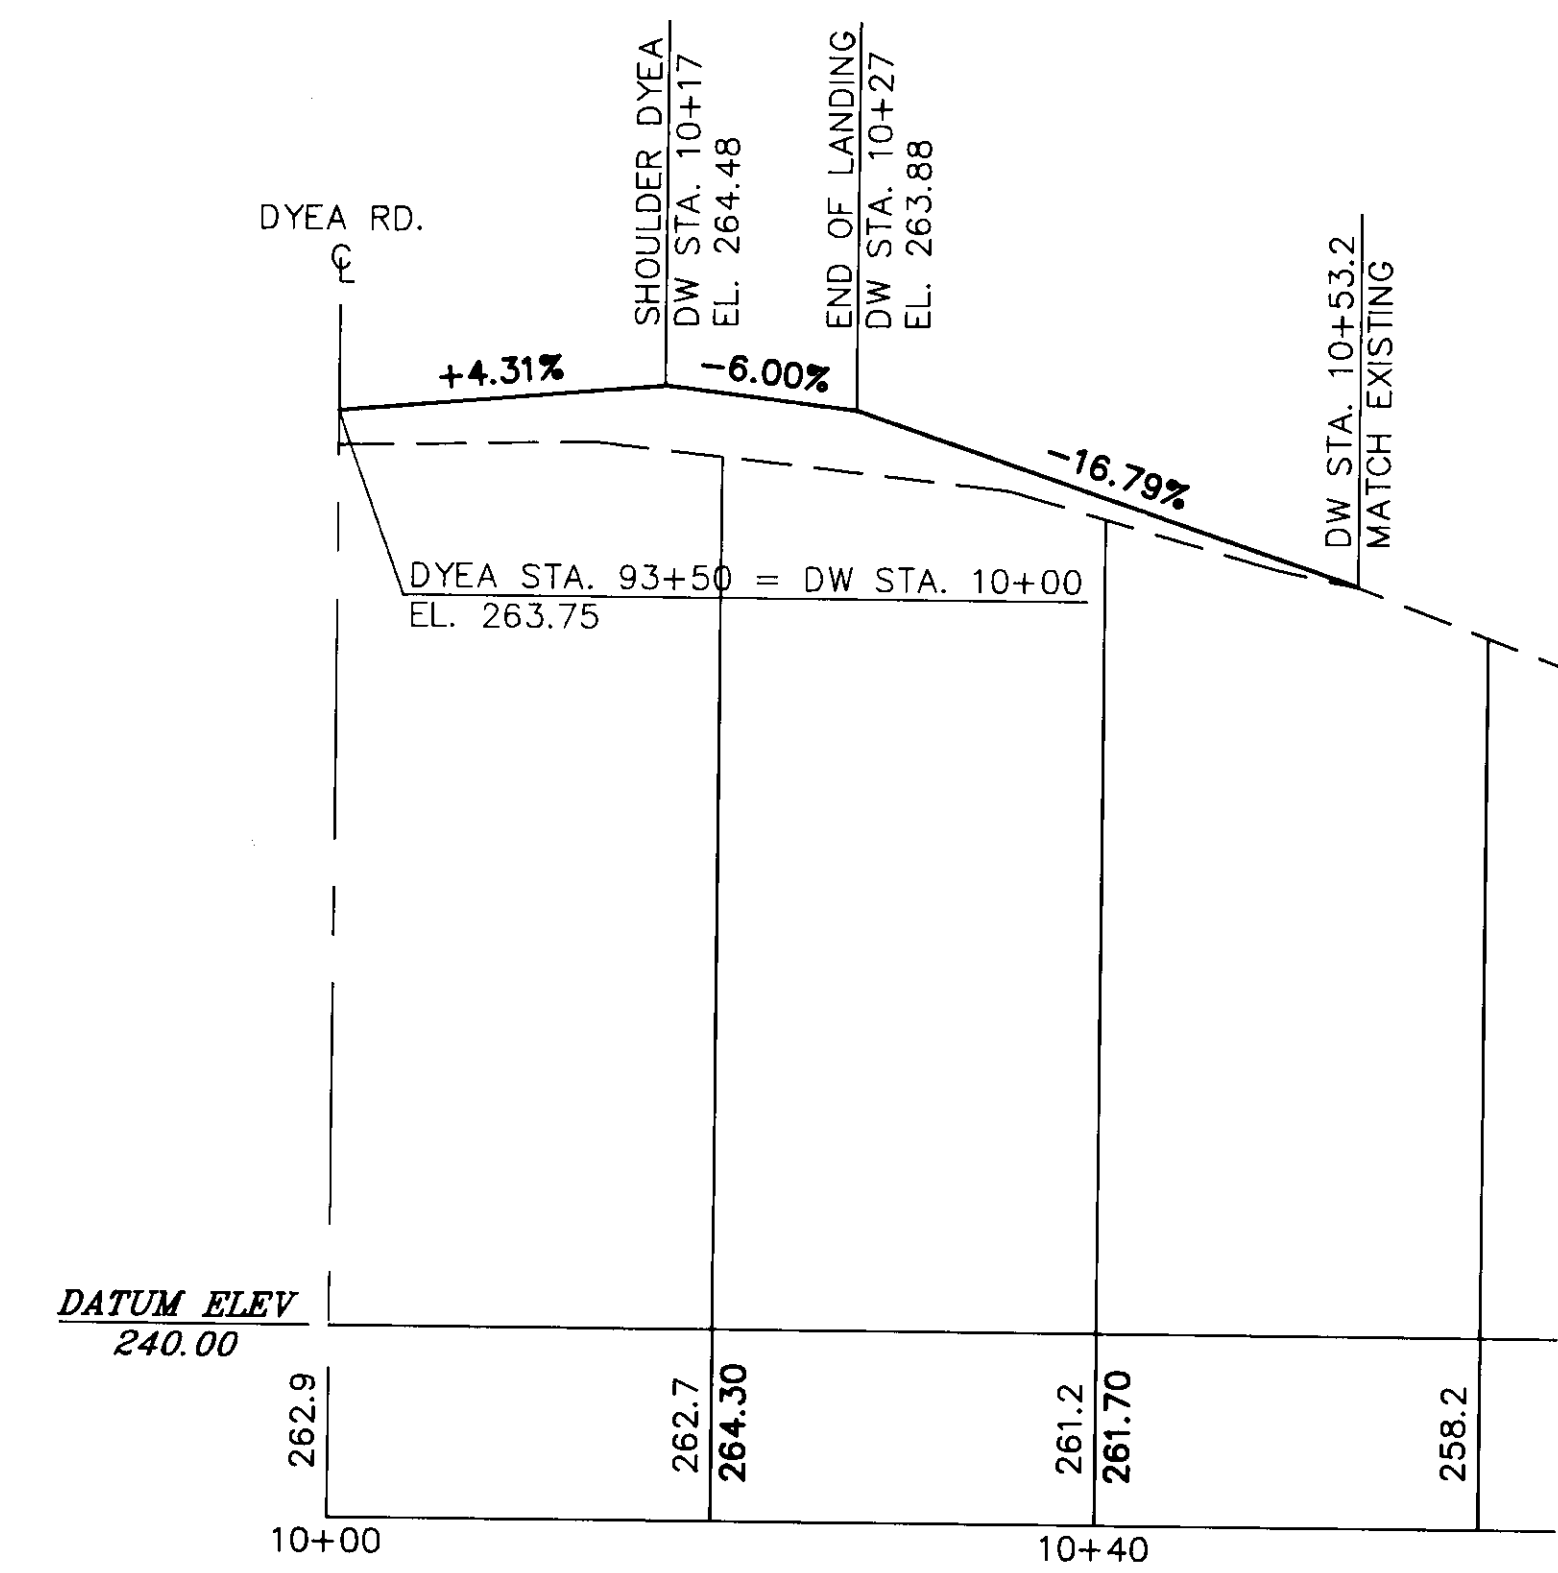 DYEA RD.
℄
SHOULDER DYEA
DW STA. 10+17
EL. 264.48
END OF LANDING
DW STA. 10+27
EL. 263.88
DW STA. 10+53.2
MATCH EXISTING
+4.31%
-6.00%
-16.79%
DYEA STA. 93+50 = DW STA. 10+00
EL. 263.75
DATUM ELEV
240.00
262.9
262.7
264.30
261.2
261.70
258.2
10+00
10+40